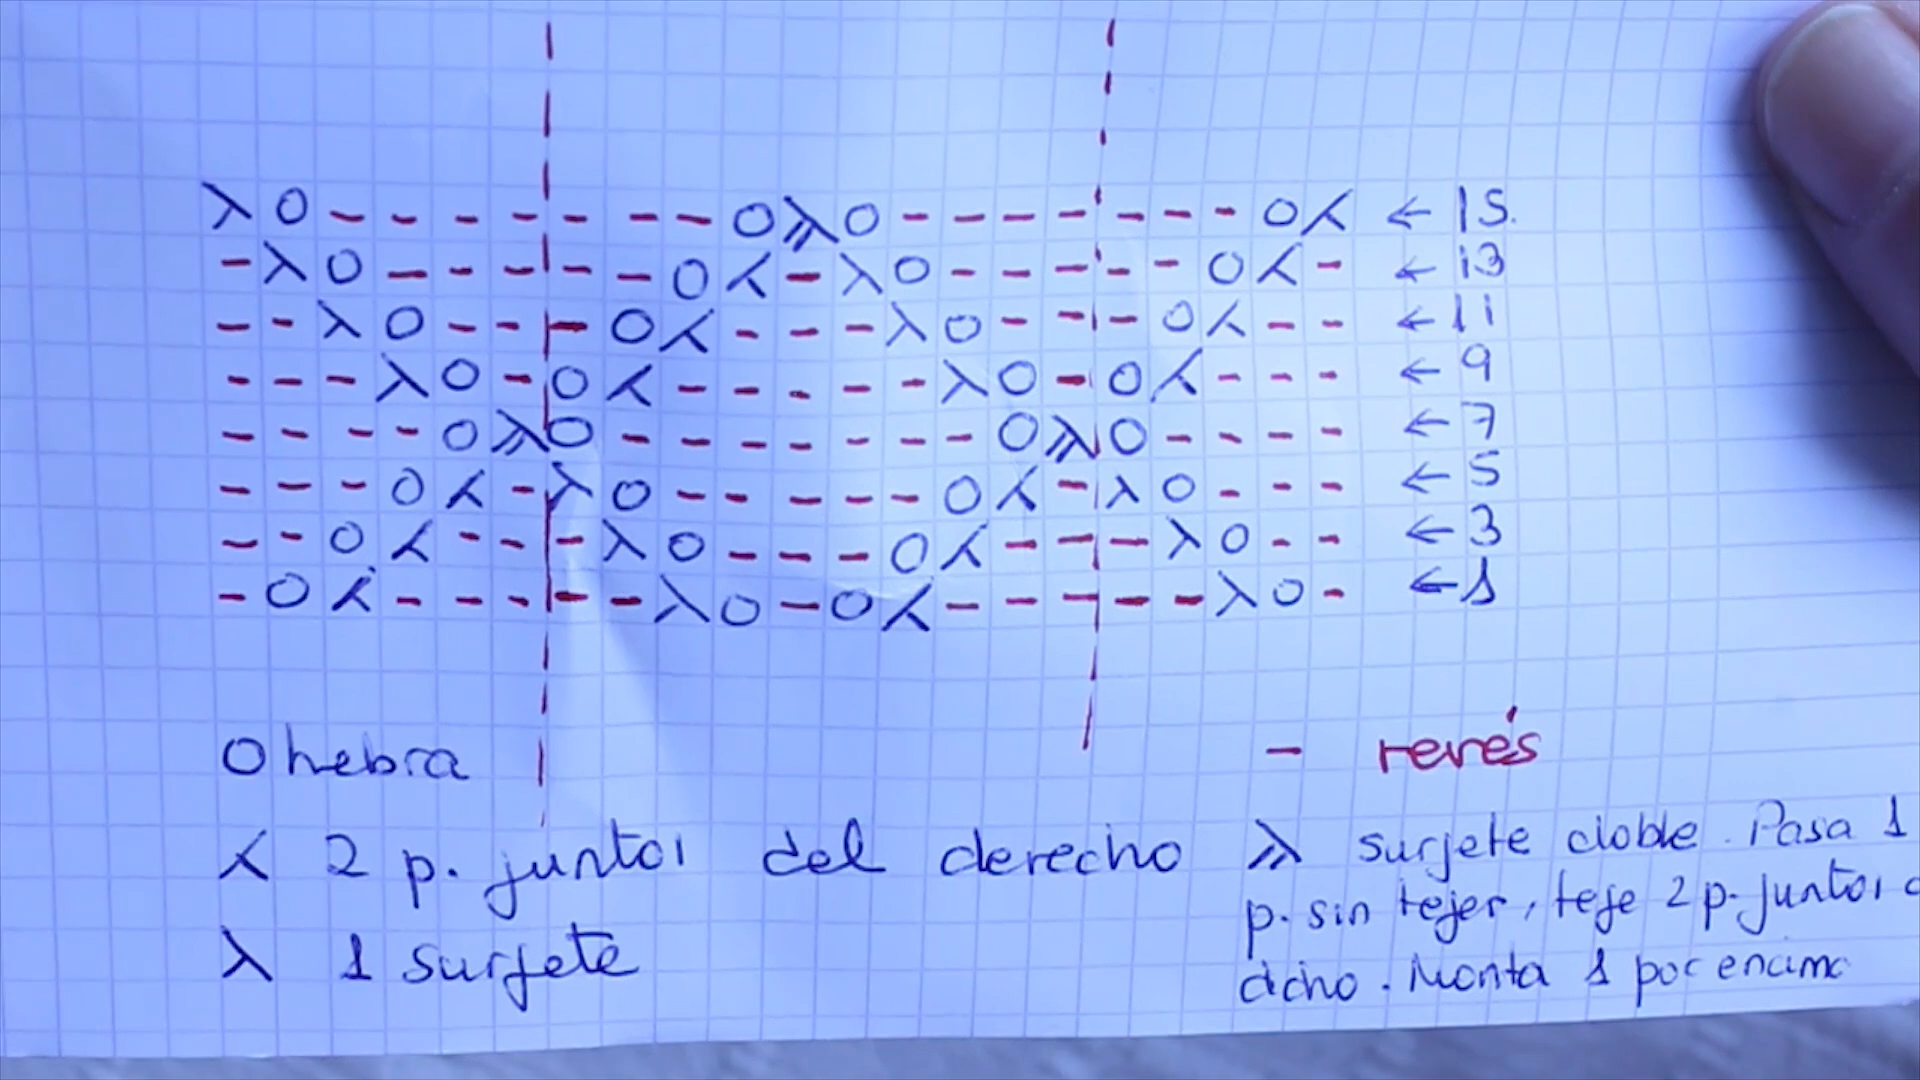 λ O - - - - - - - - O ⩚ O - - - - - - - - O ⋌ ← 15.
- λ O - - - - - - O ⋌ - λ O - - - - - - O ⋌ - ← 13
- - λ O - - - - O ⋌ - - - λ O - - - - O ⋌ - - ← 11
- - - λ O - O ⋌ - - - - - λ O - O ⋌ - - - ← 9
- - - - O ⩚ O - - - - - - - O ⩚ O - - - - ← 7
- - - O ⋌ - λ O - - - - - O ⋌ - λ O - - - ← 5
- - O ⋌ - - - λ O - - - O ⋌ - - - λ O - - ← 3
- O ⋌ - - - - - λ O - O ⋌ - - - - - λ O - ← 1
O hebra
- revés
⋌ 2 p. juntos del derecho
λ 1 surjete
⩚ surjete doble. Pasa 1
p. sin tejer, teje 2 p. juntos
dcho. Monta 1 por encima